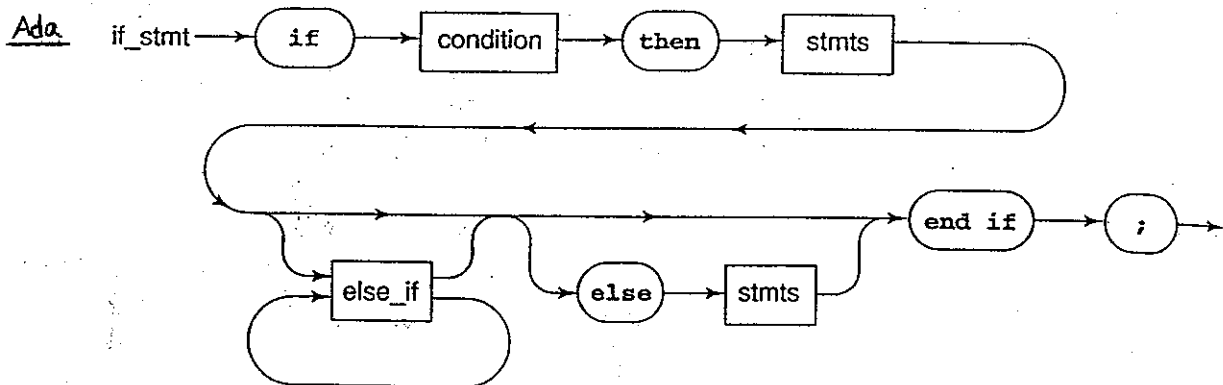 Ada if_stmt if condition then stmts
end if ;
else_if else stmts